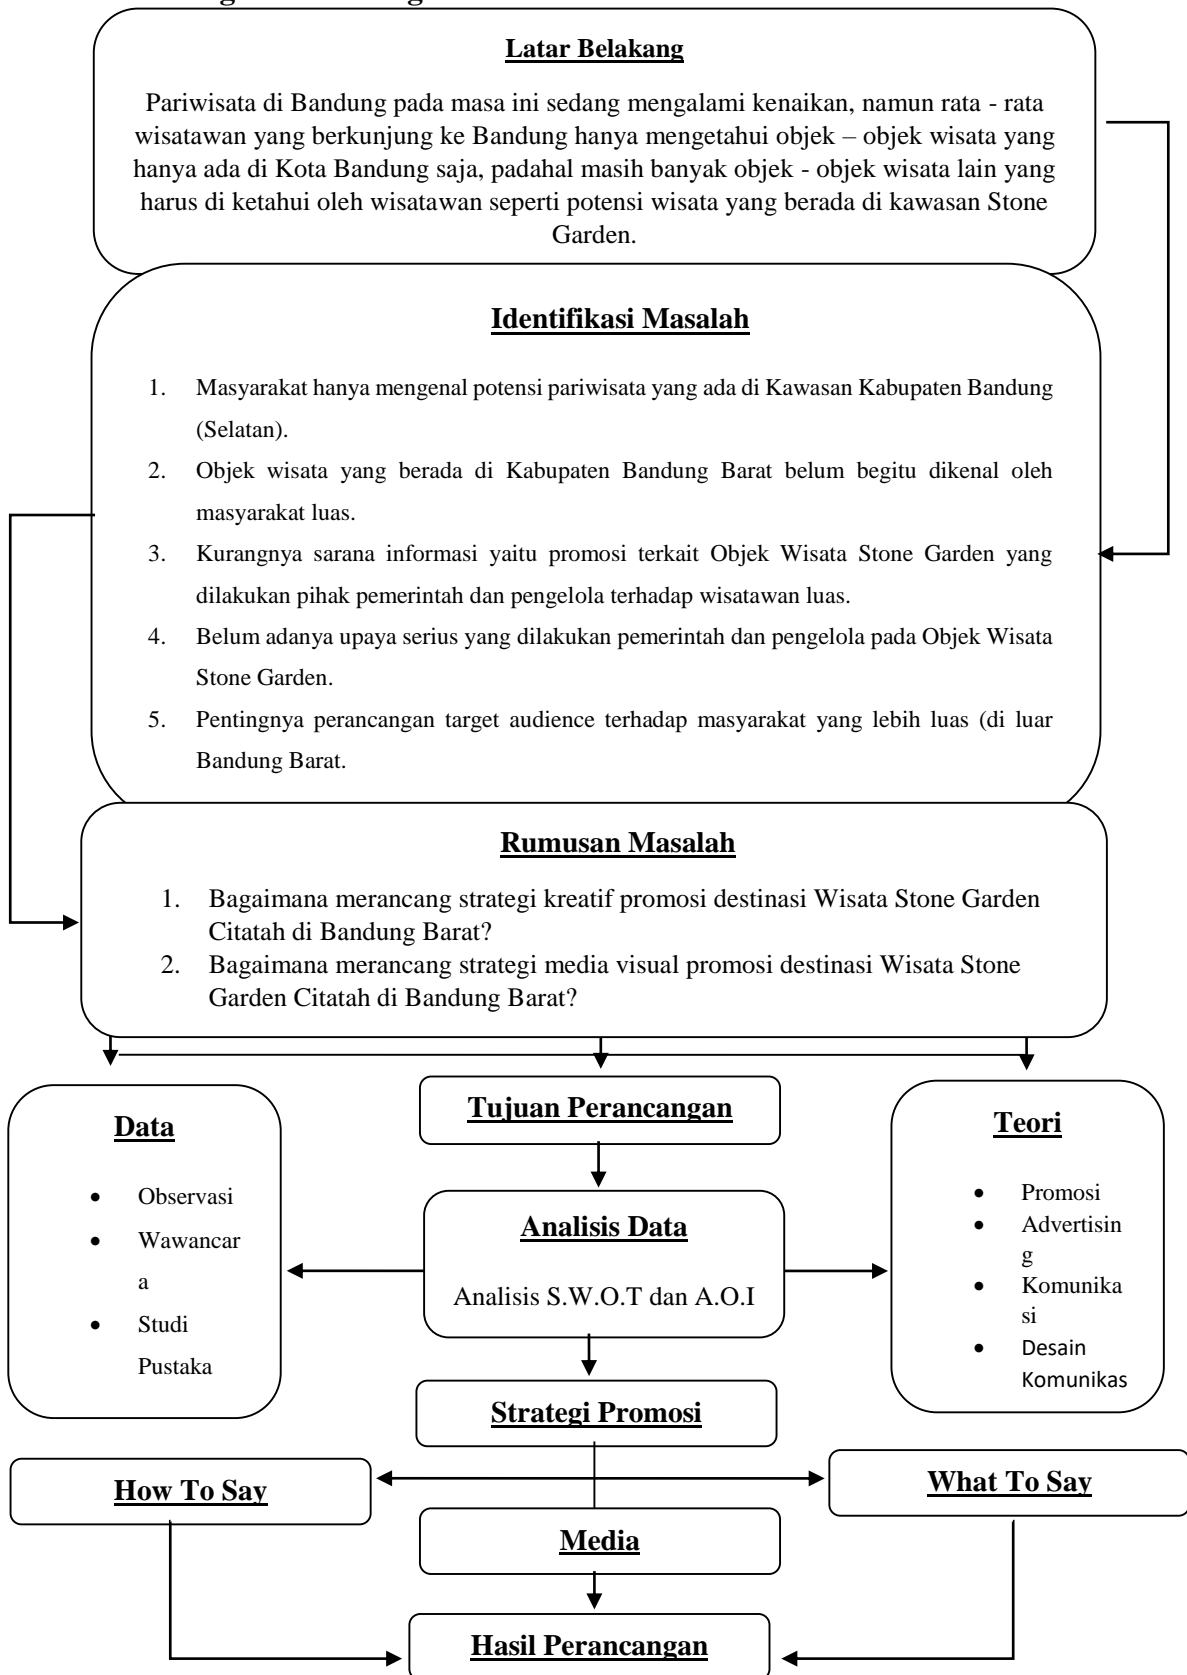 Latar Belakang
Pariwisata di Bandung pada masa ini sedang mengalami kenaikan, namun rata - rata
wisatawan yang berkunjung ke Bandung hanya mengetahui objek – objek wisata yang
hanya ada di Kota Bandung saja, padahal masih banyak objek - objek wisata lain yang
harus di ketahui oleh wisatawan seperti potensi wisata yang berada di kawasan Stone
Garden.
Identifikasi Masalah
1. Masyarakat hanya mengenal potensi pariwisata yang ada di Kawasan Kabupaten Bandung
(Selatan).
2. Objek wisata yang berada di Kabupaten Bandung Barat belum begitu dikenal oleh
masyarakat luas.
3. Kurangnya sarana informasi yaitu promosi terkait Objek Wisata Stone Garden yang
dilakukan pihak pemerintah dan pengelola terhadap wisatawan luas.
4. Belum adanya upaya serius yang dilakukan pemerintah dan pengelola pada Objek Wisata
Stone Garden.
5. Pentingnya perancangan target audience terhadap masyarakat yang lebih luas (di luar
Bandung Barat.
Rumusan Masalah
1. Bagaimana merancang strategi kreatif promosi destinasi Wisata Stone Garden
Citatah di Bandung Barat?
2. Bagaimana merancang strategi media visual promosi destinasi Wisata Stone
Garden Citatah di Bandung Barat?
Data
• Observasi
• Wawancar
a
• Studi
Pustaka
Tujuan Perancangan
Analisis Data
Analisis S.W.O.T dan A.O.I
Teori
• Promosi
• Advertisin
g
• Komunika
si
• Desain
Komunikas
Strategi Promosi
How To Say
What To Say
Media
Hasil Perancangan